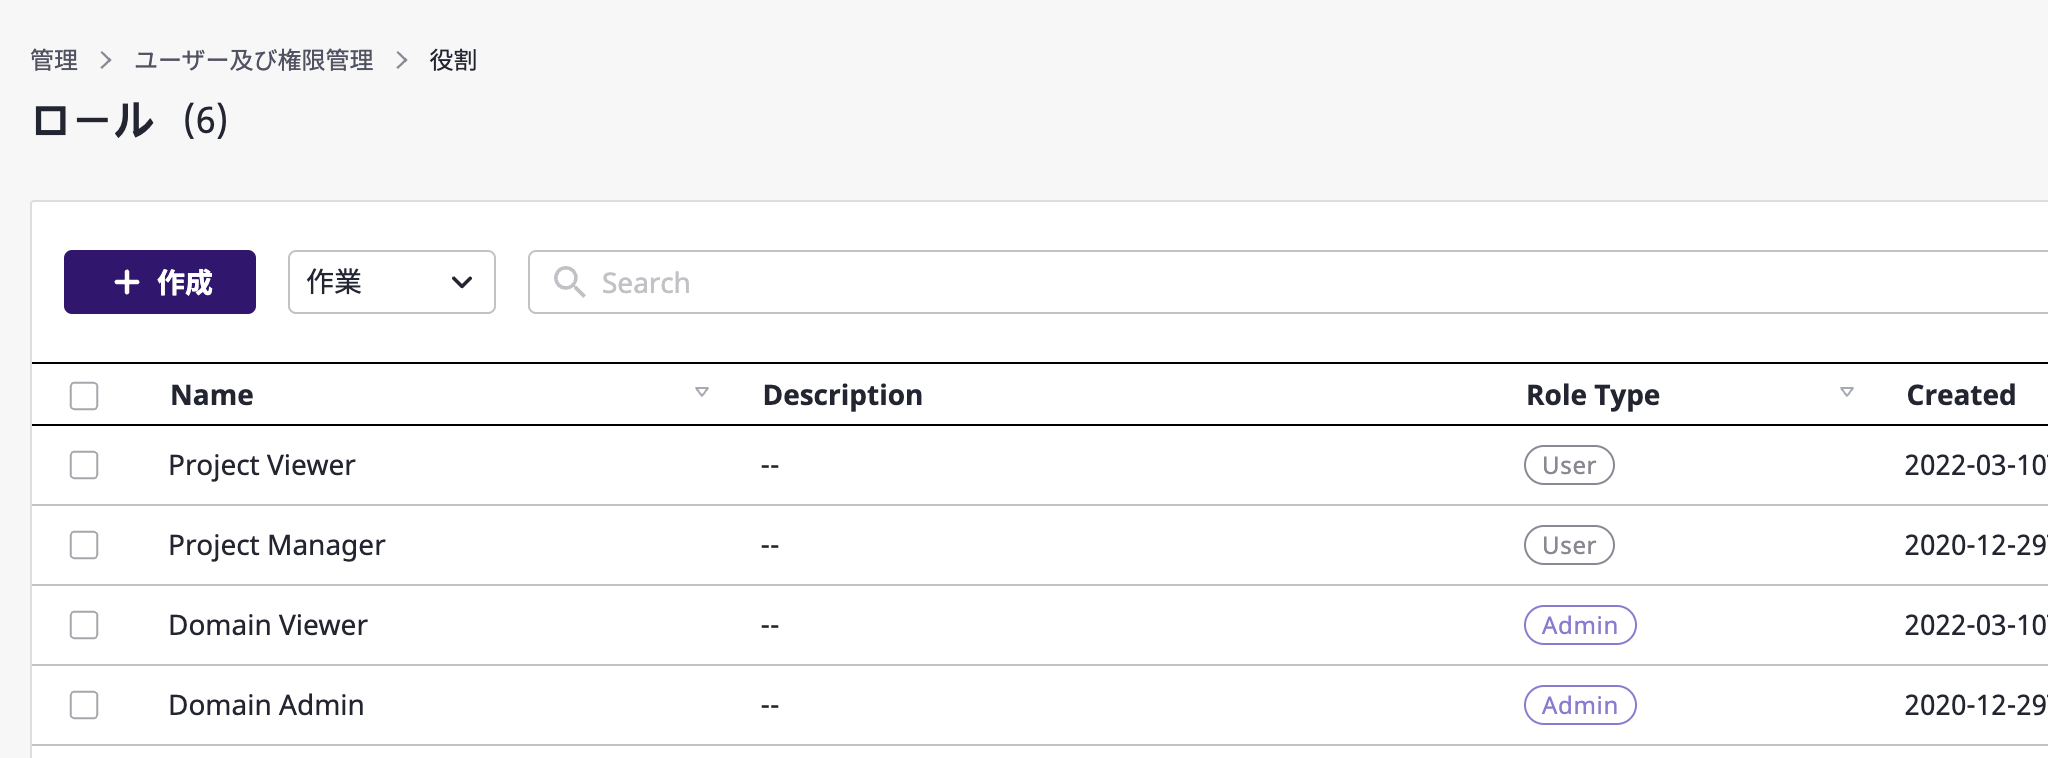 管理 > ユーザー及び権限管理 > 役割
ロール (6)
+ 作成 作業 Search
Name Description Role Type Created
Project Viewer -- User 2022-03-10
Project Manager -- User 2020-12-29
Domain Viewer -- Admin 2022-03-10
Domain Admin -- Admin 2020-12-29